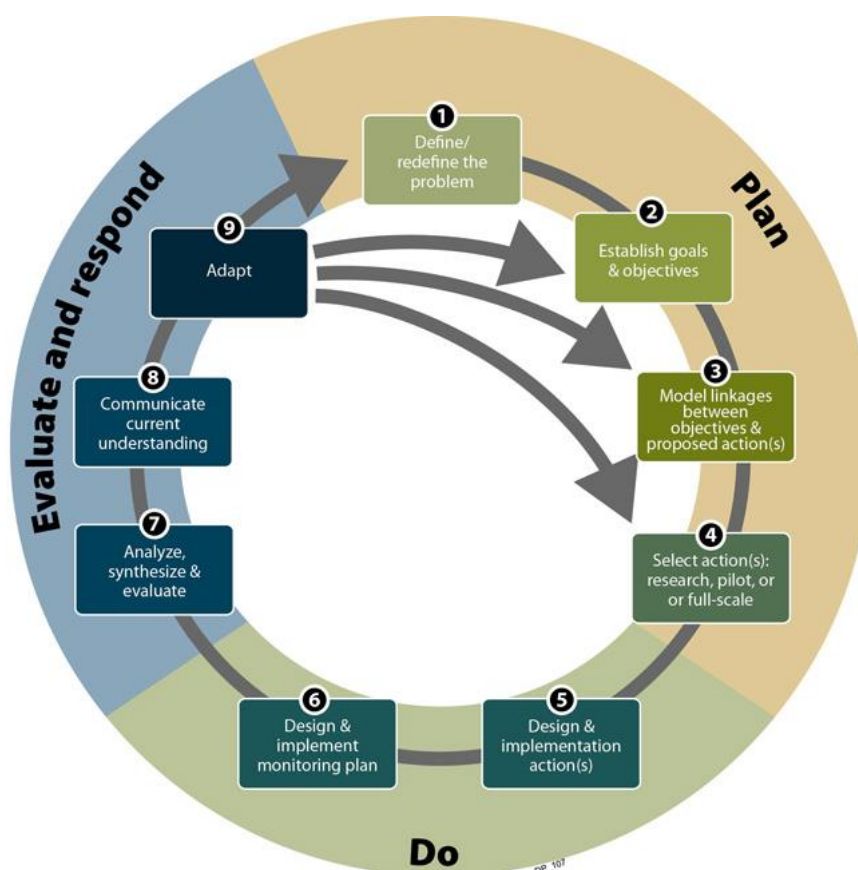 1
Define/
redefine the
problem
2
Establish goals
& objectives
3
Model linkages
between
objectives &
proposed action(s)
4
Select action(s):
research, pilot, or
or full-scale
5
Design &
implementation
action(s)
6
Design &
implement
monitoring plan
7
Analyze,
synthesize &
evaluate
8
Communicate
current
understanding
9
Adapt
Plan
Do
Evaluate and respond
DP_107